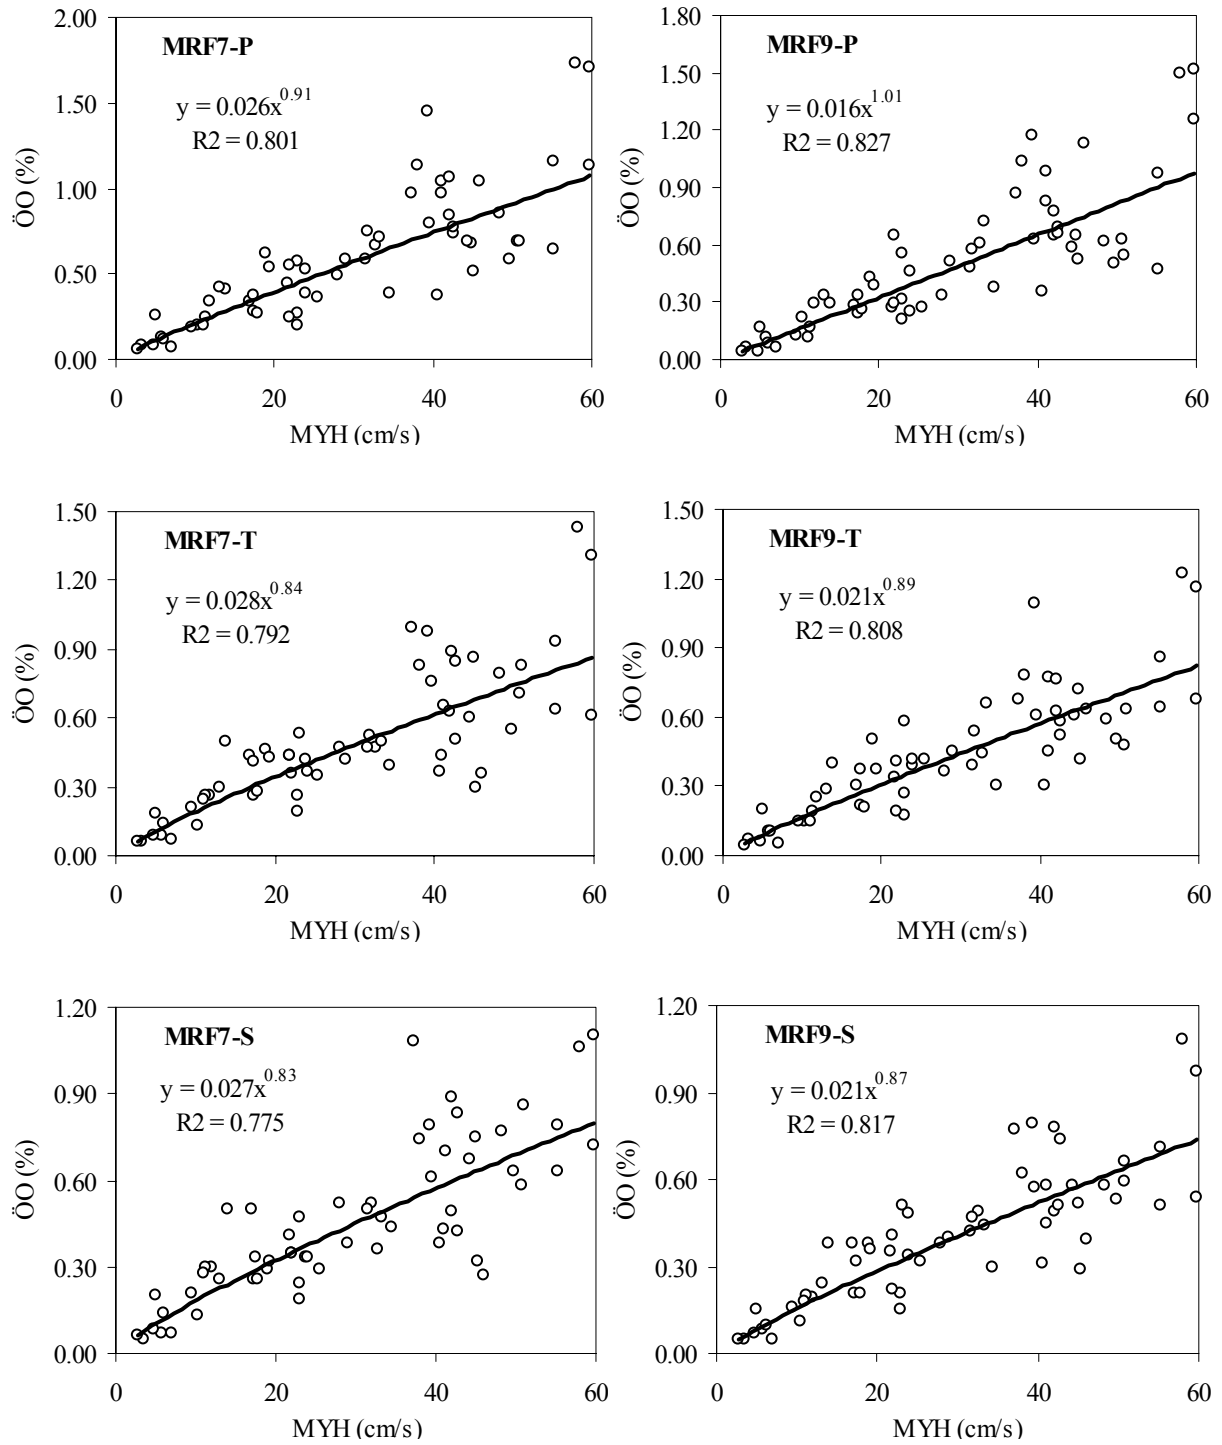 2.00
MRF7-P
y = 0.026x^0.91
R2 = 0.801
1.50
1.00
0.50
0.00
ÖO (%)
0 20 40 60
MYH (cm/s)
1.80
MRF9-P
y = 0.016x^1.01
R2 = 0.827
1.50
1.20
0.90
0.60
0.30
0.00
ÖO (%)
0 20 40 60
MYH (cm/s)
1.50
MRF7-T
y = 0.028x^0.84
R2 = 0.792
1.20
0.90
0.60
0.30
0.00
ÖO (%)
0 20 40 60
MYH (cm/s)
1.50
MRF9-T
y = 0.021x^0.89
R2 = 0.808
1.20
0.90
0.60
0.30
0.00
ÖO (%)
0 20 40 60
MYH (cm/s)
1.20
MRF7-S
y = 0.027x^0.83
R2 = 0.775
0.90
0.60
0.30
0.00
ÖO (%)
0 20 40 60
MYH (cm/s)
1.20
MRF9-S
y = 0.021x^0.87
R2 = 0.817
0.90
0.60
0.30
0.00
ÖO (%)
0 20 40 60
MYH (cm/s)